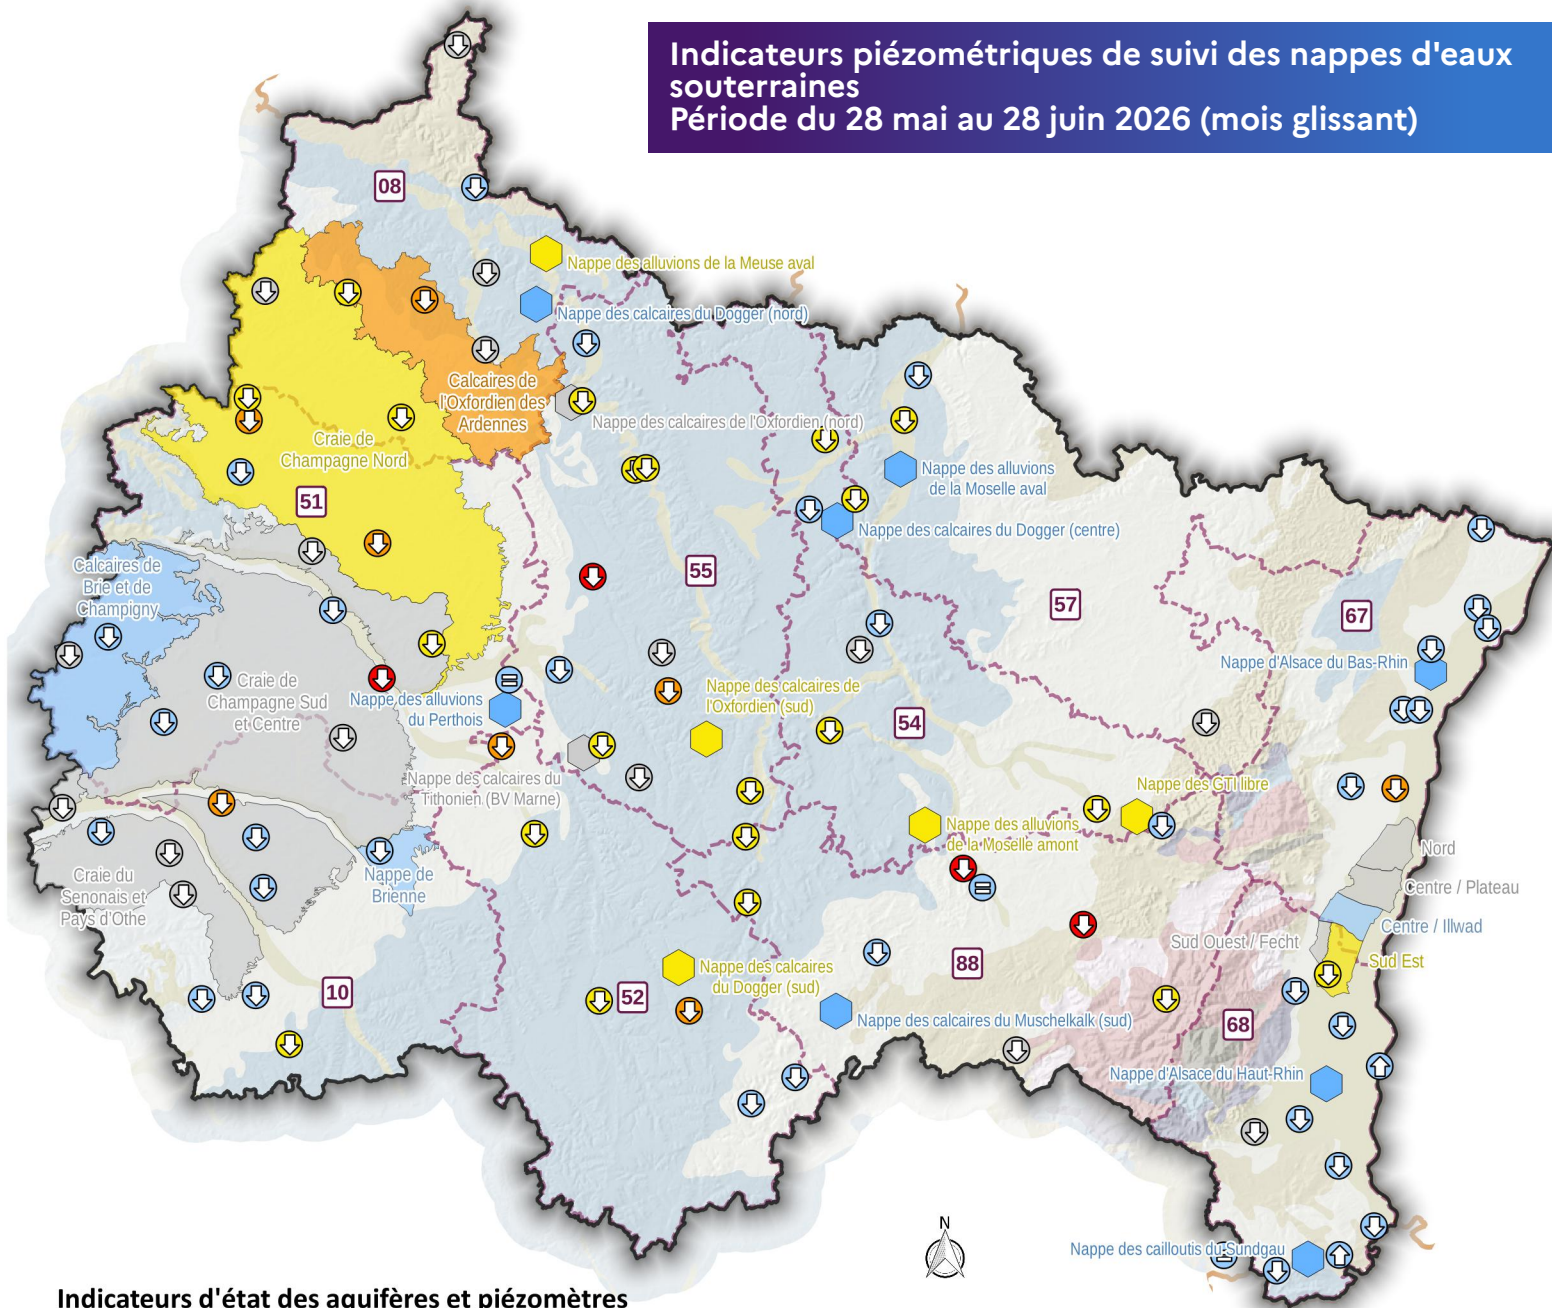 Indicateurs piézométriques de suivi des nappes d'eaux
souterraines
Période du 28 mai au 28 juin 2026 (mois glissant)
08
Nappe des alluvions de la Meuse aval
Nappe des calcaires du Dogger (nord)
Calcaires de
l'Oxfordien des
Ardennes
Nappe des calcaires de l'Oxfordien (nord)
Craie de
Champagne Nord
Nappe des alluvions
de la Moselle aval
51
Nappe des calcaires du Dogger (centre)
Calcaires de
Brie et de
Champigny
55
57
67
Nappe d'Alsace du Bas-Rhin
Craie de
Champagne Sud
et Centre
Nappe des alluvions
du Perthois
Nappe des calcaires de
l'Oxfordien (sud)
54
Nappe des calcaires du
Tithonien (BV Marne)
Nappe des GTI libre
Nappe des alluvions
de la Moselle amont
Nord
Craie du
Senonais et
Pays d'Othe
Nappe de
Brienne
Centre / Plateau
Centre / Illwad
Sud Ouest / Fecht
Sud Est
88
Nappe des calcaires
du Dogger (sud)
10
52
Nappe des calcaires du Muschelkalk (sud)
68
Nappe d'Alsace du Haut-Rhin
N
Nappe des cailloutis du Sundgau
Indicateurs d'état des aquifères et piézomètres